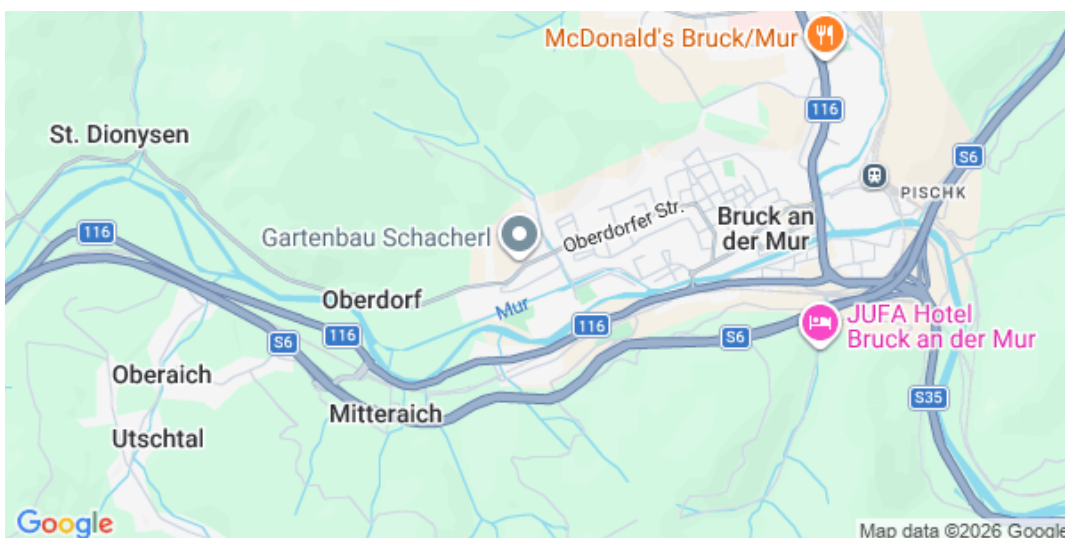 McDonald's Bruck/Mur
116
St. Dionysen
S6
PISCHK
Oberdorfer Str.
Bruck an
der Mur
116
Gartenbau Schacherl
Oberdorf
Mur
JUFA Hotel
Bruck an der Mur
116
116
S6
S6
Oberaich
S35
Mitteraich
Utschtal
Google
Map data ©2026 Google